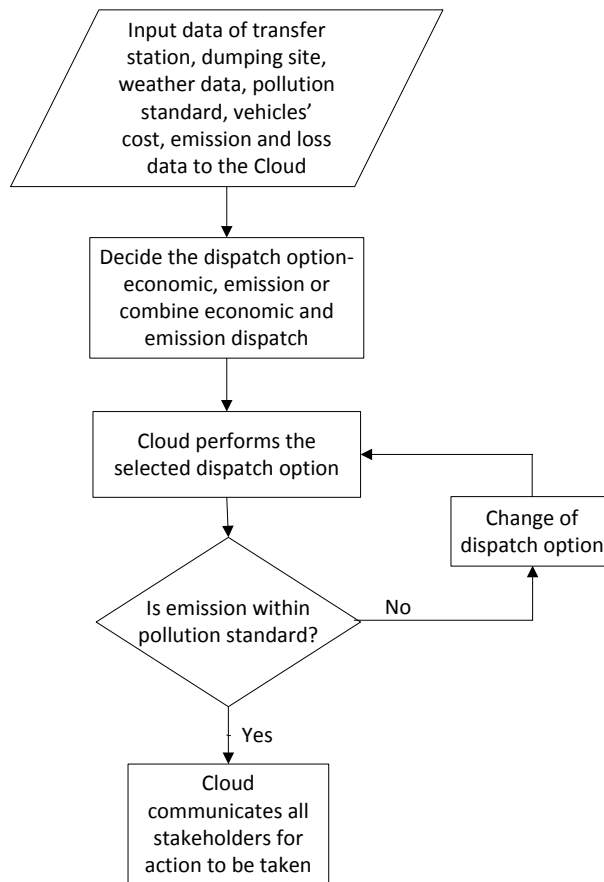 Input data of transfer
station, dumping site,
weather data, pollution
standard, vehicles’
cost, emission and loss
data to the Cloud
Decide the dispatch option-
economic, emission or
combine economic and
emission dispatch
Cloud performs the
selected dispatch option
Change of
dispatch option
Is emission within
pollution standard?
No
Yes
Cloud
communicates all
stakeholders for
action to be taken